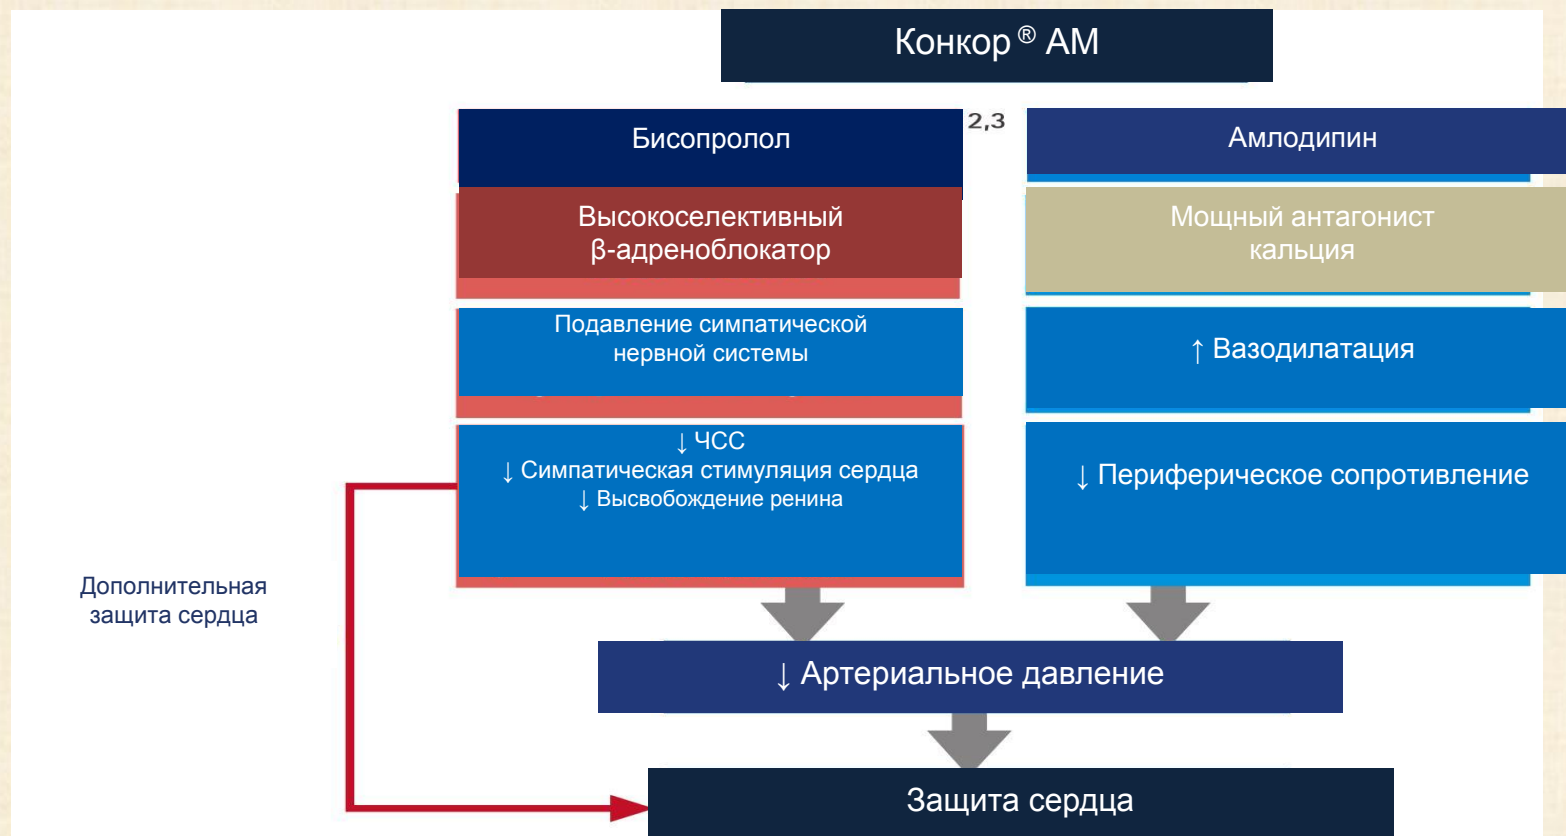 Конкор ® АМ
Бисопролол
2,3
Амлодипин
Высокоселективный
β-адреноблокатор
Мощный антагонист
кальция
Подавление симпатической
нервной системы
↑ Вазодилатация
↓ ЧСС
↓ Симпатическая стимуляция сердца
↓ Высвобождение ренина
↓ Периферическое сопротивление
Дополнительная
защита сердца
↓ Артериальное давление
Защита сердца